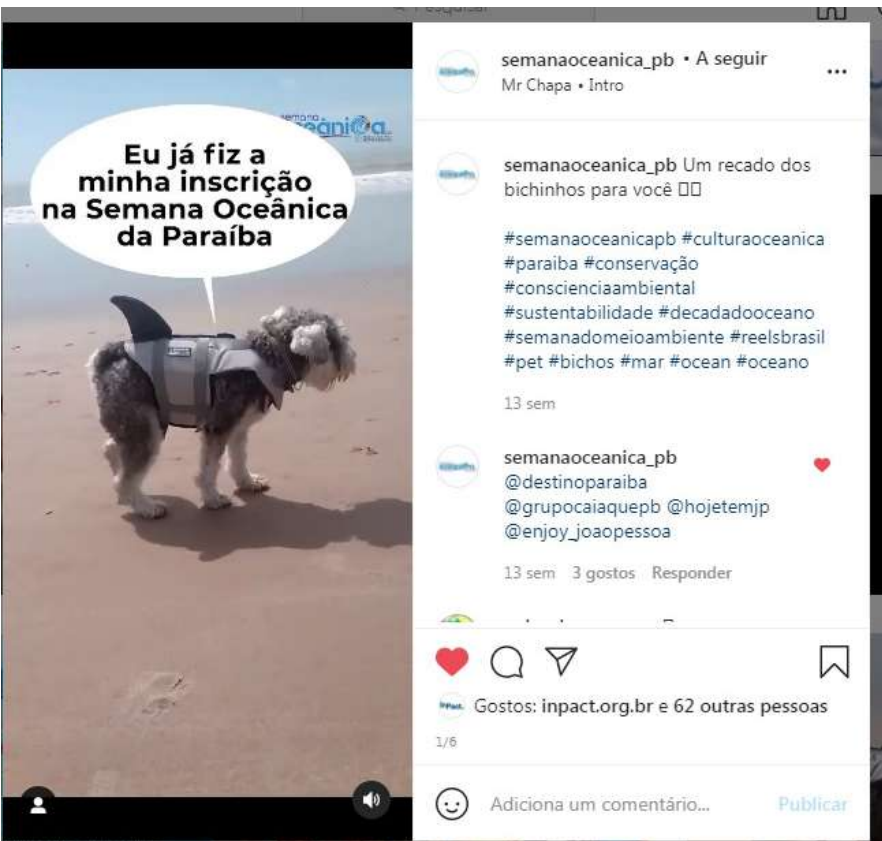 Pesquisar
semana
oceânica
Eu já fiz a
minha inscrição
na Semana Oceânica
da Paraíba
semanaoceanica_pb • A seguir
Mr Chapa • Intro
semanaoceanica_pb Um recado dos
bichinhos para você
#semanaoceanicapb #culturaoceanica
#paraiba #conservação
#conscienciaambiental
#sustentabilidade #decadadooceano
#semanadomeioambiente #reelsbrasil
#pet #bichos #mar #ocean #oceano
13 sem
semanaoceanica_pb
@destinoparaiba
@grupocaiaquepb @hojetemjp
@enjoy_joaopessoa
13 sem 3 gostos Responder
Gostos: inpact.org.br e 62 outras pessoas
1/6
Adiciona um comentário... Publicar